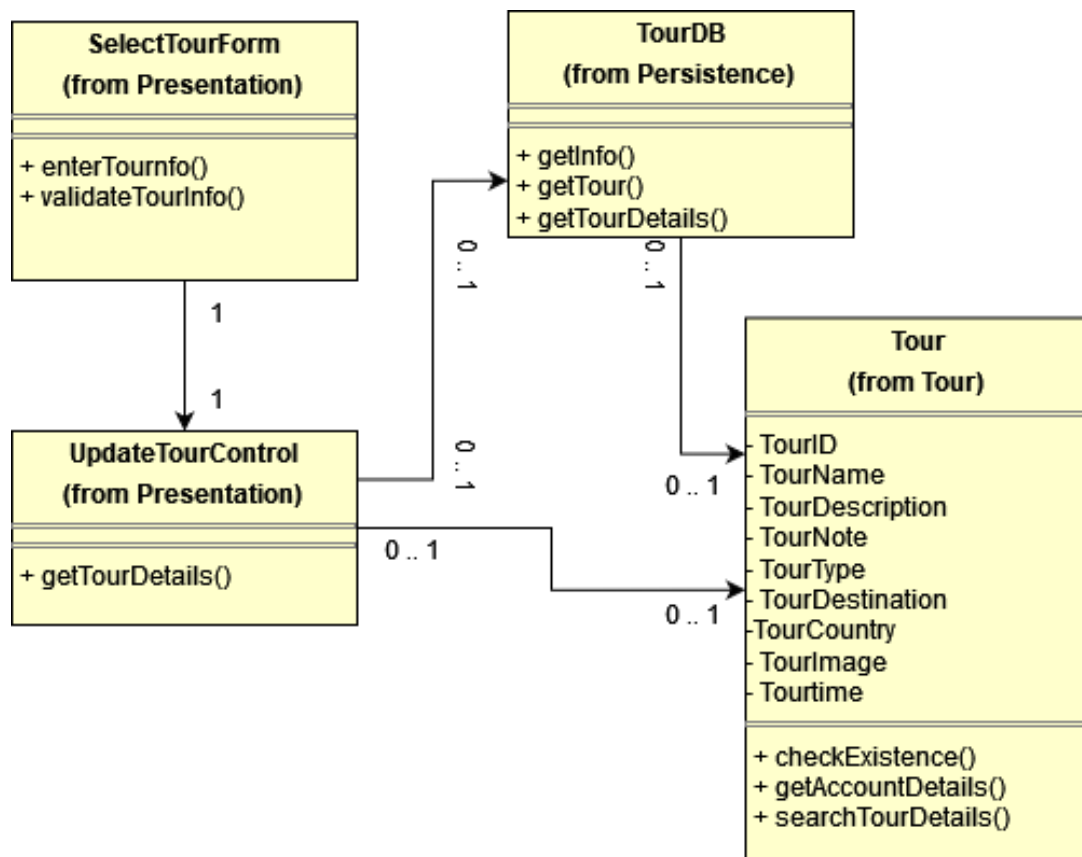 SelectTourForm
(from Presentation)
+ enterTournfo()
+ validateTourInfo()
TourDB
(from Persistence)
+ getInfo()
+ getTour()
+ getTourDetails()
0 .. 1
0 .. 1
1
1
0 .. 1
UpdateTourControl
(from Presentation)
+ getTourDetails()
0 .. 1
0 .. 1
0 .. 1
Tour
(from Tour)
- TourID
- TourName
- TourDescription
- TourNote
- TourType
- TourDestination
-TourCountry
- TourImage
- Tourtime
+ checkExistence()
+ getAccountDetails()
+ searchTourDetails()